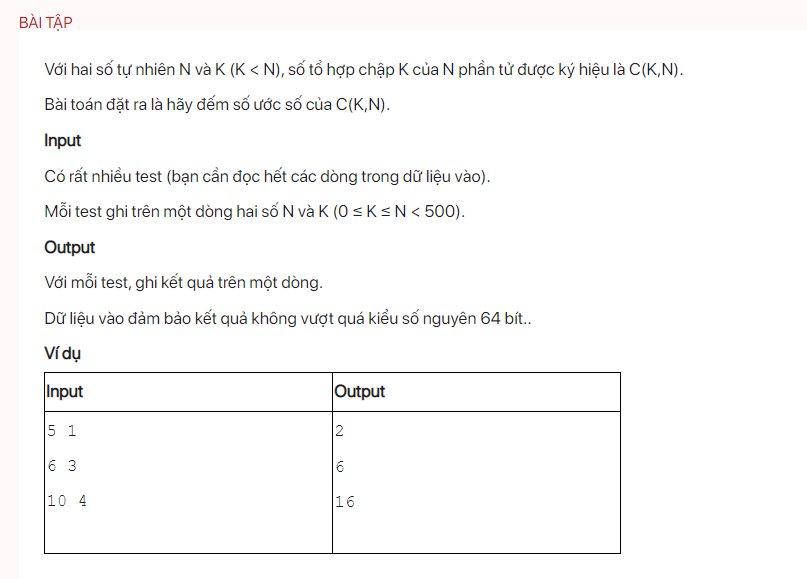 BÀI TẬP
Với hai số tự nhiên N và K (K < N), số tổ hợp chập K của N phần tử được ký hiệu là C(K,N).
Bài toán đặt ra là hãy đếm số ước số của C(K,N).
Input
Có rất nhiều test (bạn cần đọc hết các dòng trong dữ liệu vào).
Mỗi test ghi trên một dòng hai số N và K (0 ≤ K ≤ N < 500).
Output
Với mỗi test, ghi kết quả trên một dòng.
Dữ liệu vào đảm bảo kết quả không vượt quá kiểu số nguyên 64 bít..
Ví dụ
Input Output
5 1 2
6 3 6
10 4 16